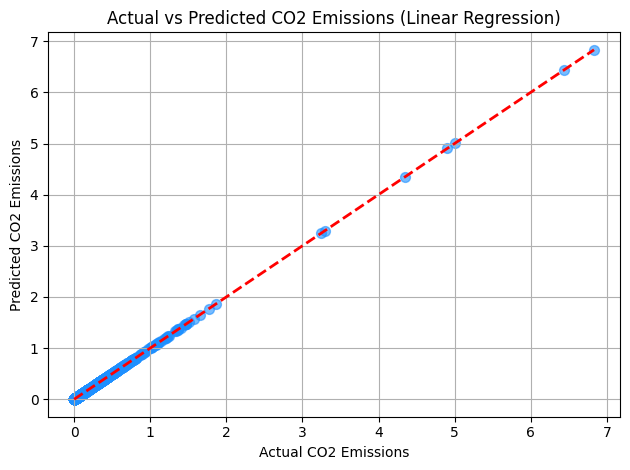 Actual vs Predicted CO2 Emissions (Linear Regression)
7
6
5
4
3
2
1
0
Predicted CO2 Emissions
0 1 2 3 4 5 6 7
Actual CO2 Emissions